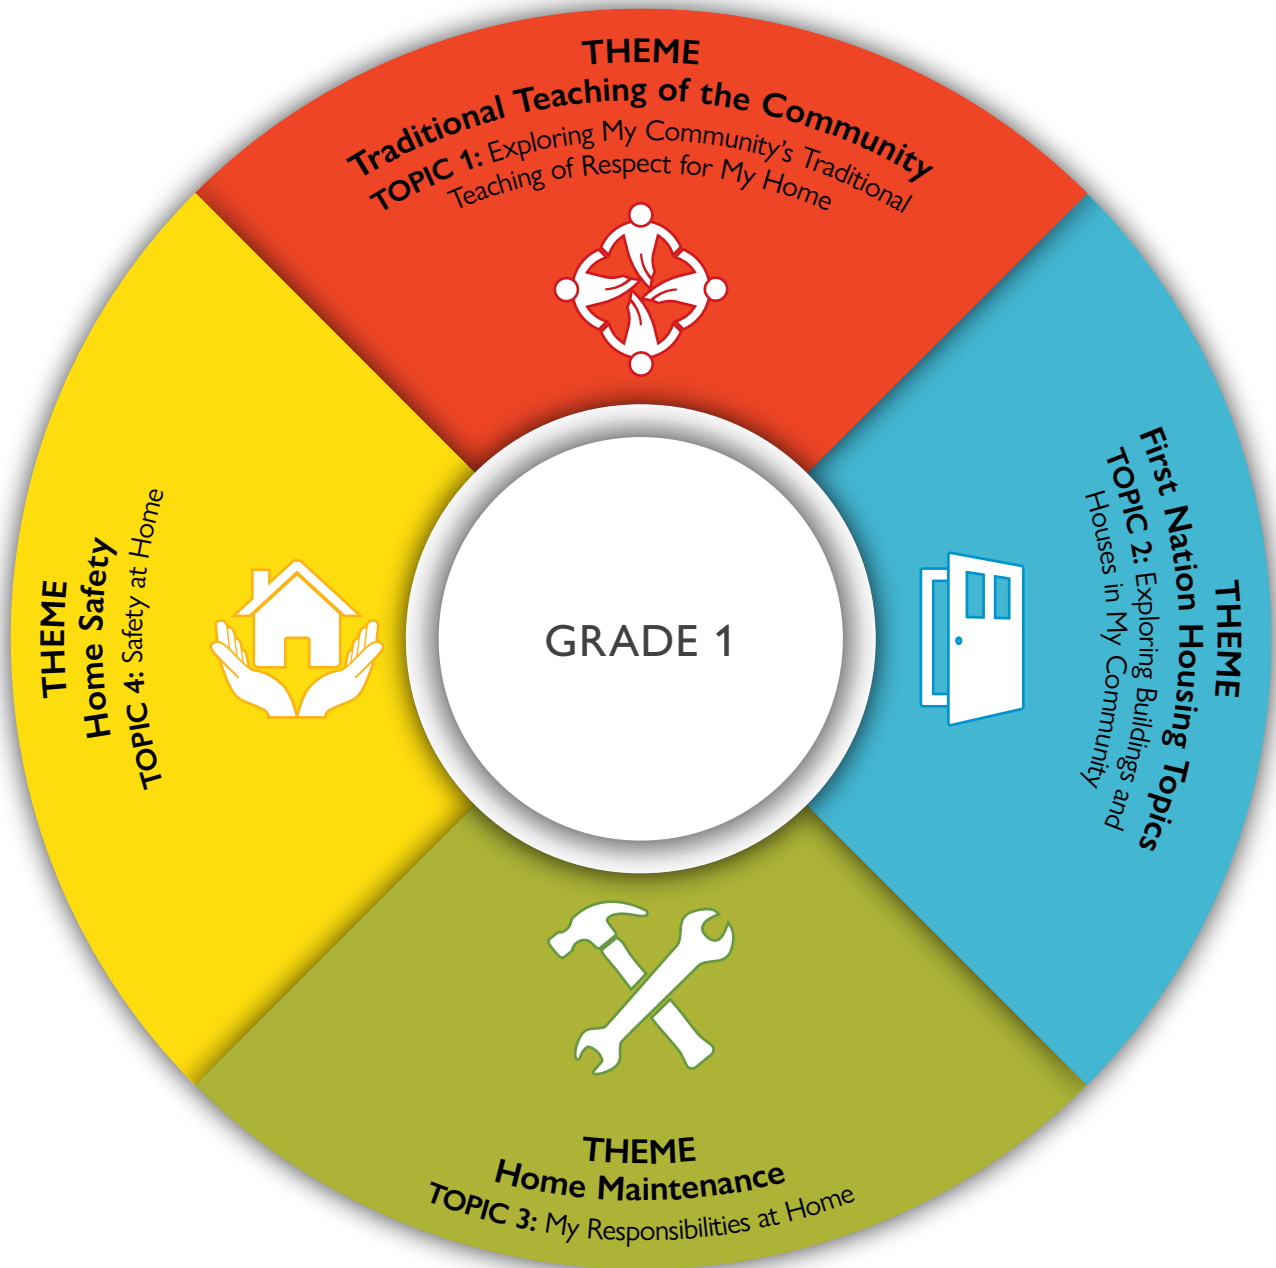 THEME
Traditional Teaching of the Community
TOPIC 1: Exploring My Community's Traditional
Teaching of Respect for My Home
THEME
First Nation Housing Topics
TOPIC 2: Exploring Buildings and
Houses in My Community
THEME
Home Maintenance
TOPIC 3: My Responsibilities at Home
THEME
Home Safety
TOPIC 4: Safety at Home
GRADE 1